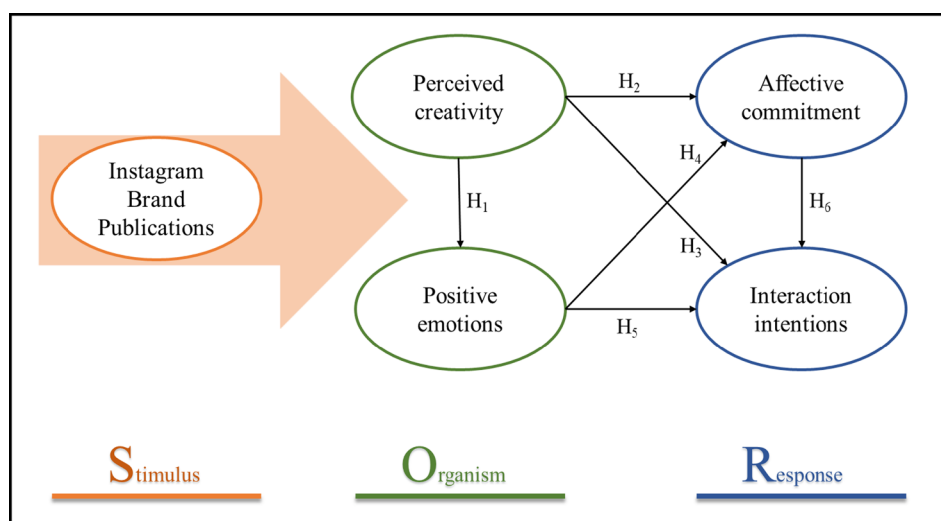 Instagram
Brand
Publications
Perceived
creativity
Positive
emotions
Affective
commitment
Interaction
intentions
H₁
H₂
H₃
H₄
H₅
H₆
Stimulus
Organism
Response